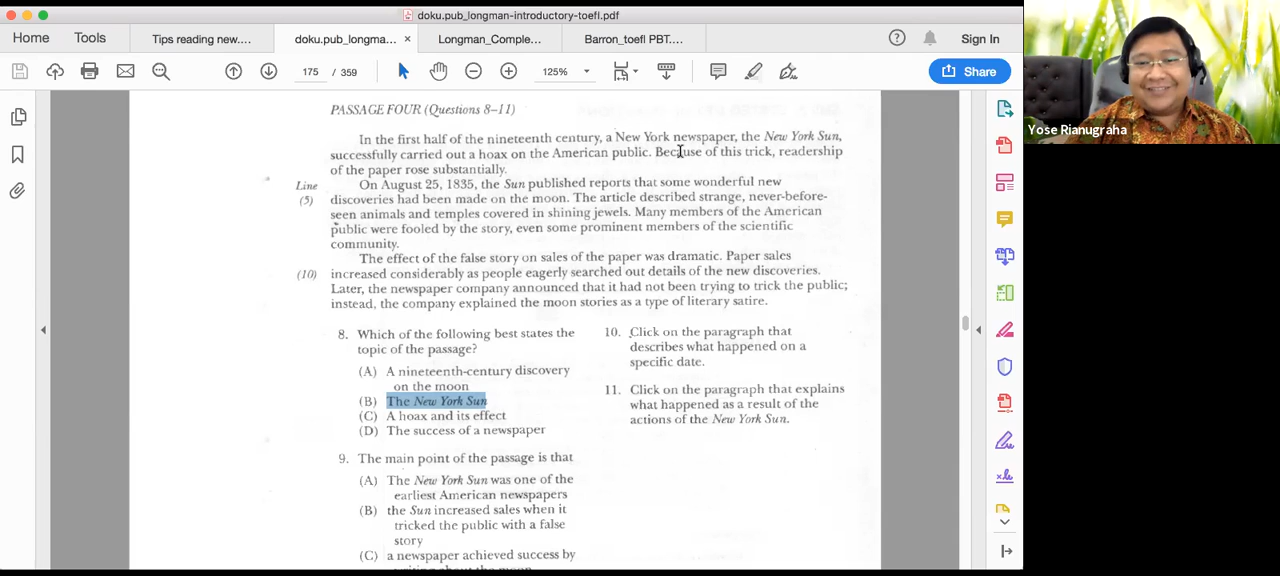 doku.pub_longman-introductory-toefl.pdf
Home
Tools
Tips reading new....
doku.pub_longma...
Longman_Comple...
Barron_toefl PBT....
Sign In
175 / 359
125%
Share
Yose Rianugraha
PASSAGE FOUR (Questions 8–11)
In the first half of the nineteenth century, a New York newspaper, the New York Sun,
successfully carried out a hoax on the American public. Because of this trick, readership
of the paper rose substantially.
Line
On August 25, 1835, the Sun published reports that some wonderful new
(5)
discoveries had been made on the moon. The article described strange, never-before-
seen animals and temples covered in shining jewels. Many members of the American
public were fooled by the story, even some prominent members of the scientific
community.
The effect of the false story on sales of the paper was dramatic. Paper sales
(10)
increased considerably as people eagerly searched out details of the new discoveries.
Later, the newspaper company announced that it had not been trying to trick the public;
instead, the company explained the moon stories as a type of literary satire.
8. Which of the following best states the
topic of the passage?
(A) A nineteenth-century discovery
on the moon
(B) The New York Sun
(C) A hoax and its effect
(D) The success of a newspaper
9. The main point of the passage is that
(A) The New York Sun was one of the
earliest American newspapers
(B) the Sun increased sales when it
tricked the public with a false
story
(C) a newspaper achieved success by
writing about the moon
10. Click on the paragraph that
describes what happened on a
specific date.
11. Click on the paragraph that explains
what happened as a result of the
actions of the New York Sun.